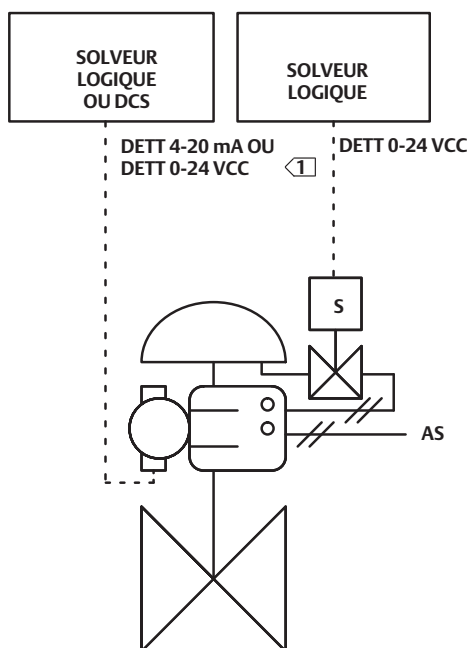 SOLVEUR
LOGIQUE
OU DCS
SOLVEUR
LOGIQUE
DETT 4-20 mA OU
DETT 0-24 VCC
1
DETT 0-24 VCC
S
AS